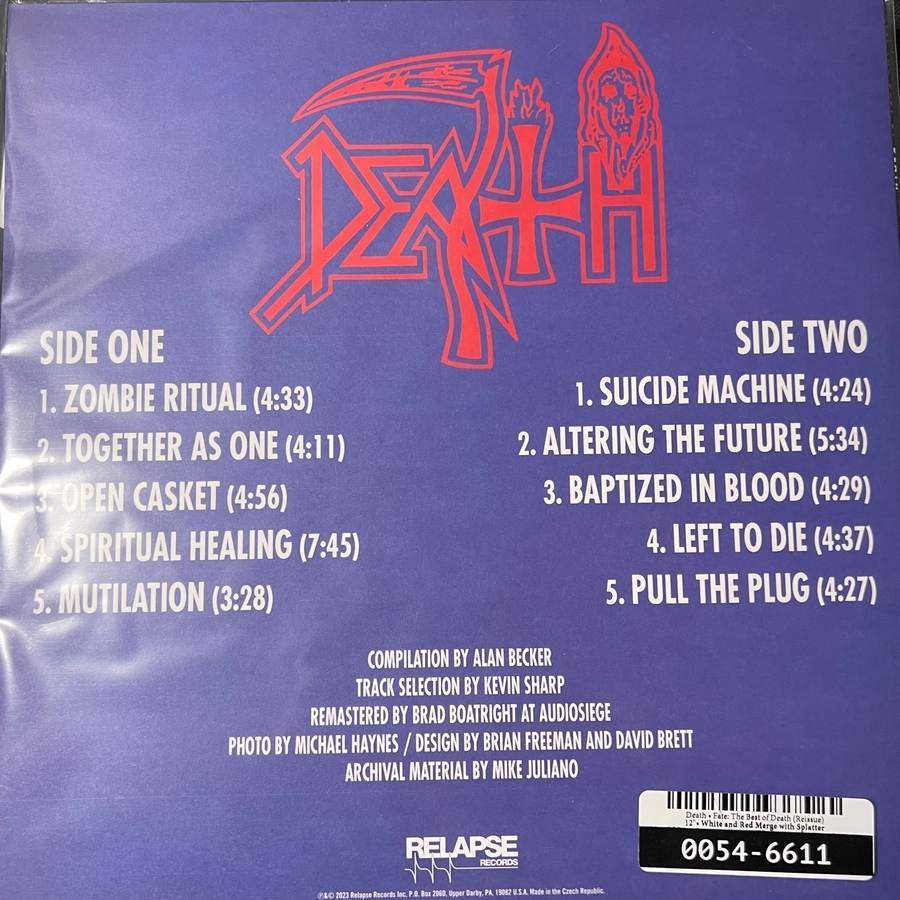 DEATH
SIDE ONE
1. ZOMBIE RITUAL (4:33)
2. TOGETHER AS ONE (4:11)
3. OPEN CASKET (4:56)
4. SPIRITUAL HEALING (7:45)
5. MUTILATION (3:28)
SIDE TWO
1. SUICIDE MACHINE (4:24)
2. ALTERING THE FUTURE (5:34)
3. BAPTIZED IN BLOOD (4:29)
4. LEFT TO DIE (4:37)
5. PULL THE PLUG (4:27)
COMPILATION BY ALAN BECKER
TRACK SELECTION BY KEVIN SHARP
REMASTERED BY BRAD BOATRIGHT AT AUDIOSIEGE
PHOTO BY MICHAEL HAYNES / DESIGN BY BRIAN FREEMAN AND DAVID BRETT
ARCHIVAL MATERIAL BY MIKE JULIANO
RELAPSE
RECORDS
℗&© 2023 Relapse Records Inc. P.O. Box 2060, Upper Darby, PA, 19082 U.S.A. Made in the Czech Republic.
Death • Fate: The Best of Death (Reissue)
12" • White and Red Merge with Splatter
0054-6611